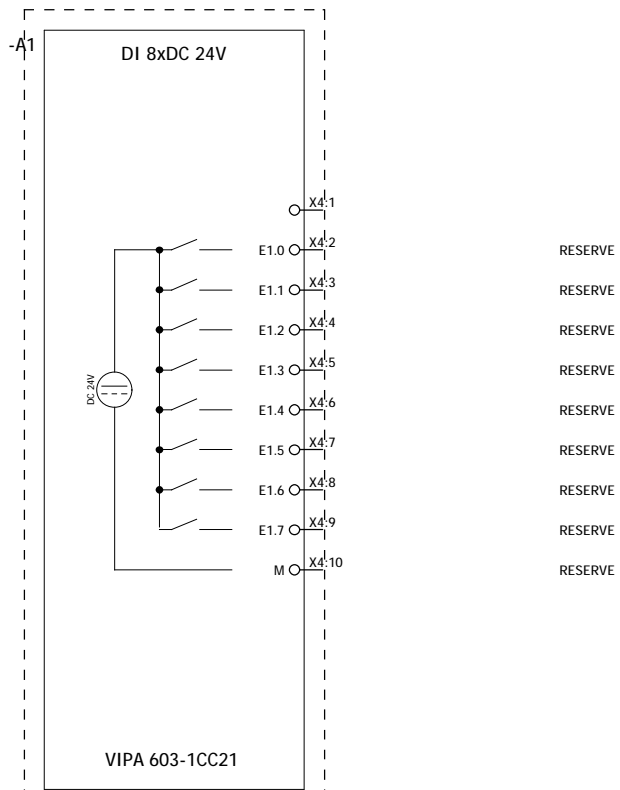 -A1
DI 8xDC 24V
X4:1
E1.0 X4:2 RESERVE
E1.1 X4:3 RESERVE
E1.2 X4:4 RESERVE
E1.3 X4:5 RESERVE
DC 24V
E1.4 X4:6 RESERVE
E1.5 X4:7 RESERVE
E1.6 X4:8 RESERVE
E1.7 X4:9 RESERVE
M X4:10 RESERVE
VIPA 603-1CC21